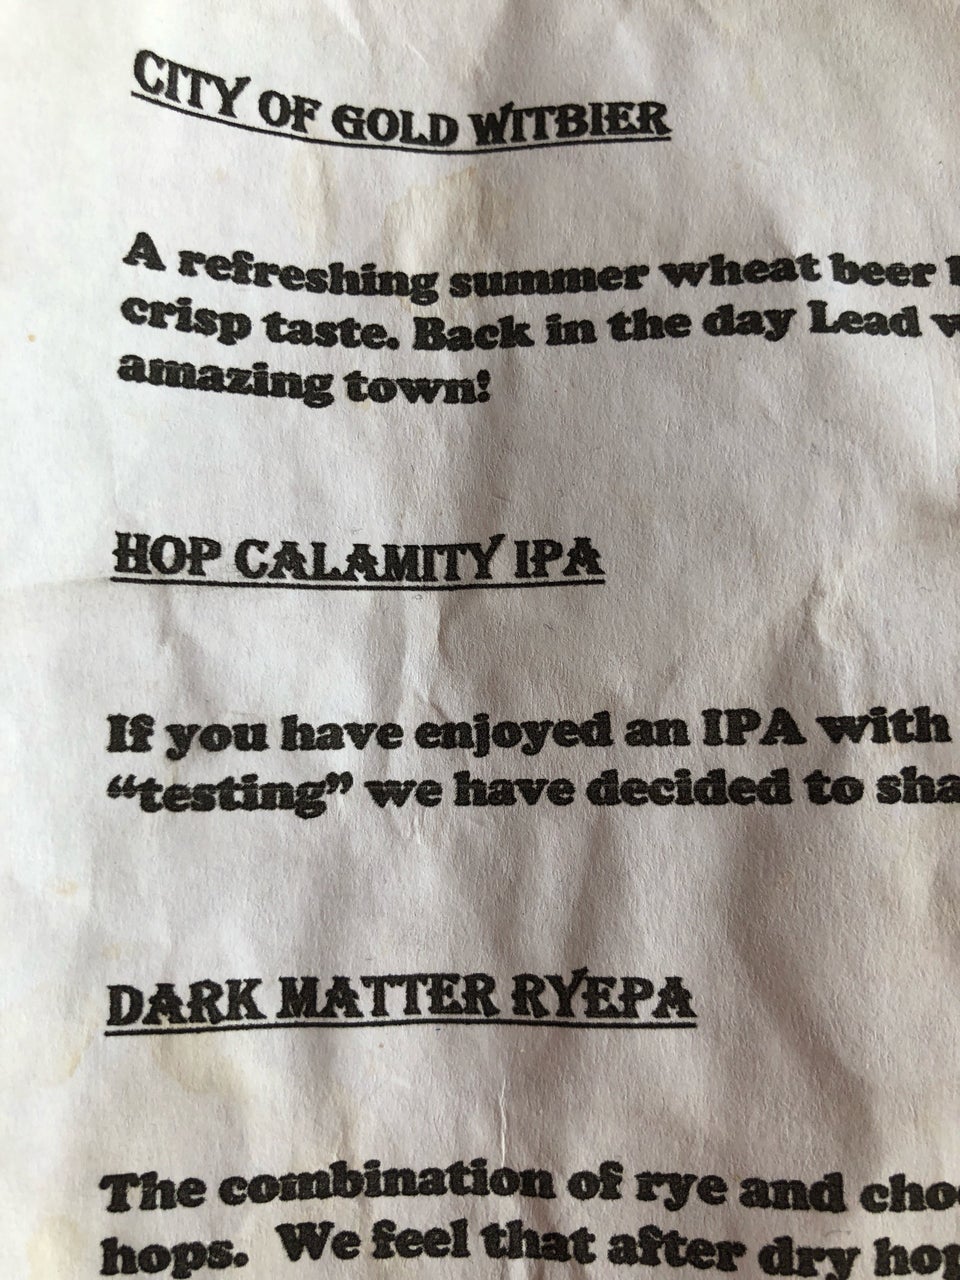 CITY OF GOLD WITBIER
A refreshing summer wheat beer
crisp taste. Back in the day Lead
amazing town!
HOP CALAMITY IPA
If you have enjoyed an IPA with
“testing” we have decided to
DARK MATTER RYEPA
The combination of rye and
hops. We feel that after dry